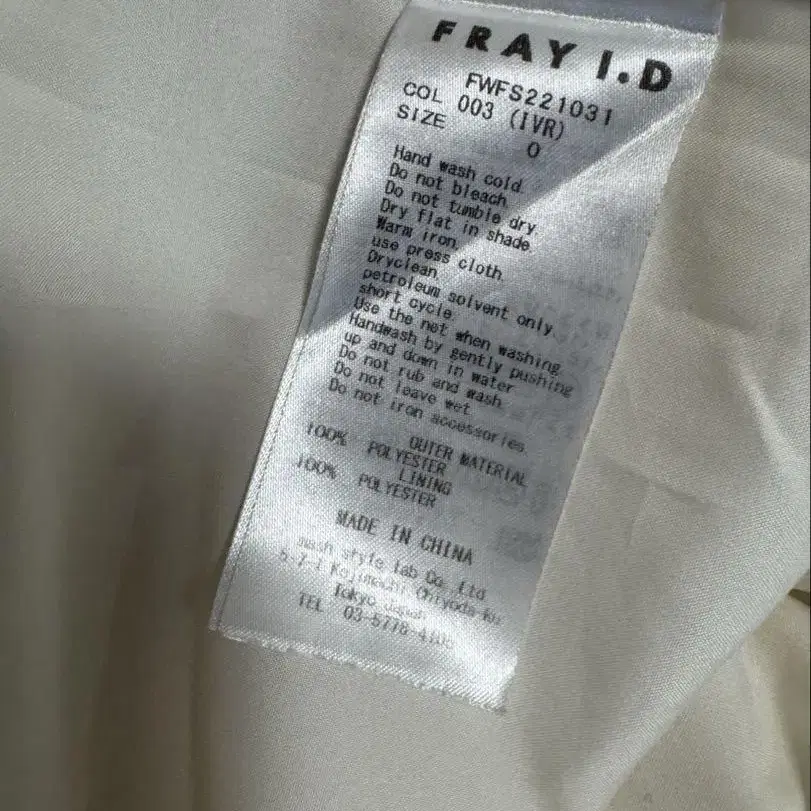 FRAY I.D
FWFS221031
COL 003 (IVR)
SIZE 0
Hand wash cold.
Do not bleach.
Do not tumble dry.
Dry flat in shade.
Warm iron.
use press cloth.
Dryclean.
petroleum solvent only.
short cycle.
Use the net when washing.
Handwash by gently pushing
up and down in water
Do not rub and wash.
Do not leave wet.
Do not iron accessories.
OUTER MATERIAL
100% POLYESTER
LINING
100% POLYESTER
MADE IN CHINA
mash style lab Co. Ltd
Kojimachi Chiyoda-ku
Tokyo Japan
TEL 03-5778-